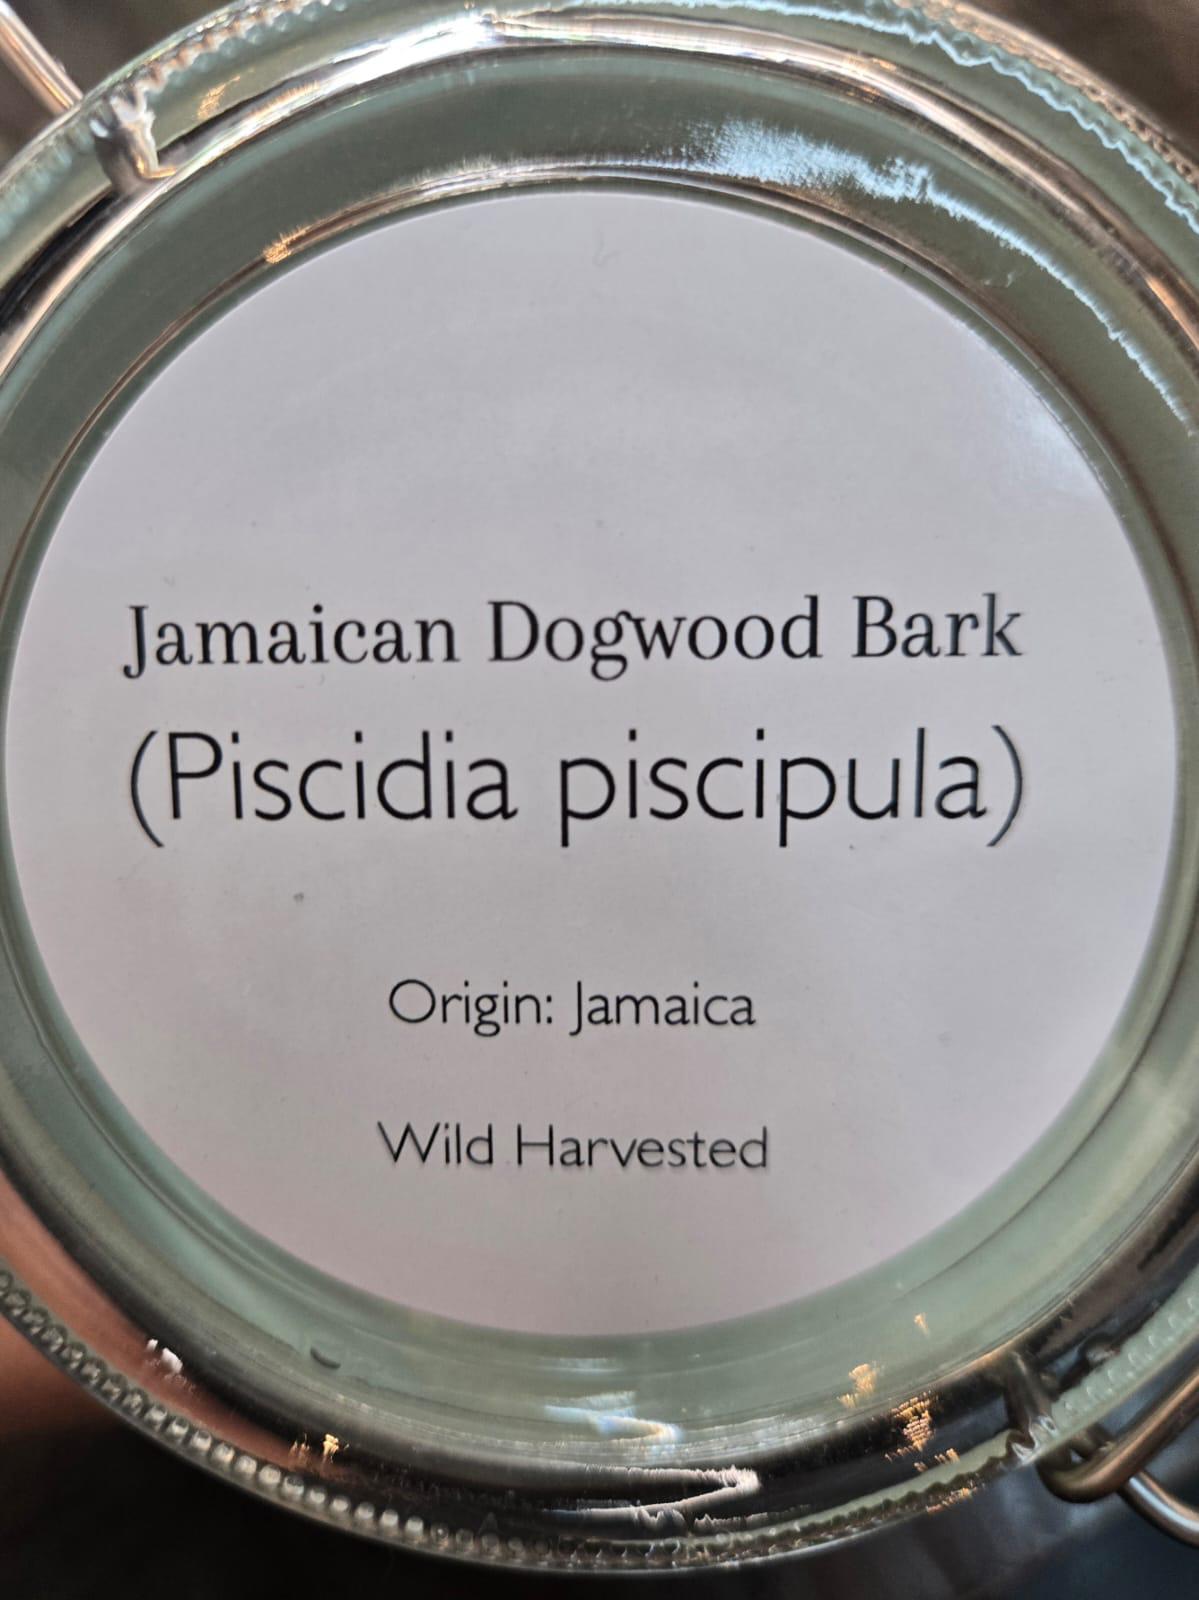 Jamaican Dogwood Bark
(Piscidia piscipula)
Origin: Jamaica
Wild Harvested